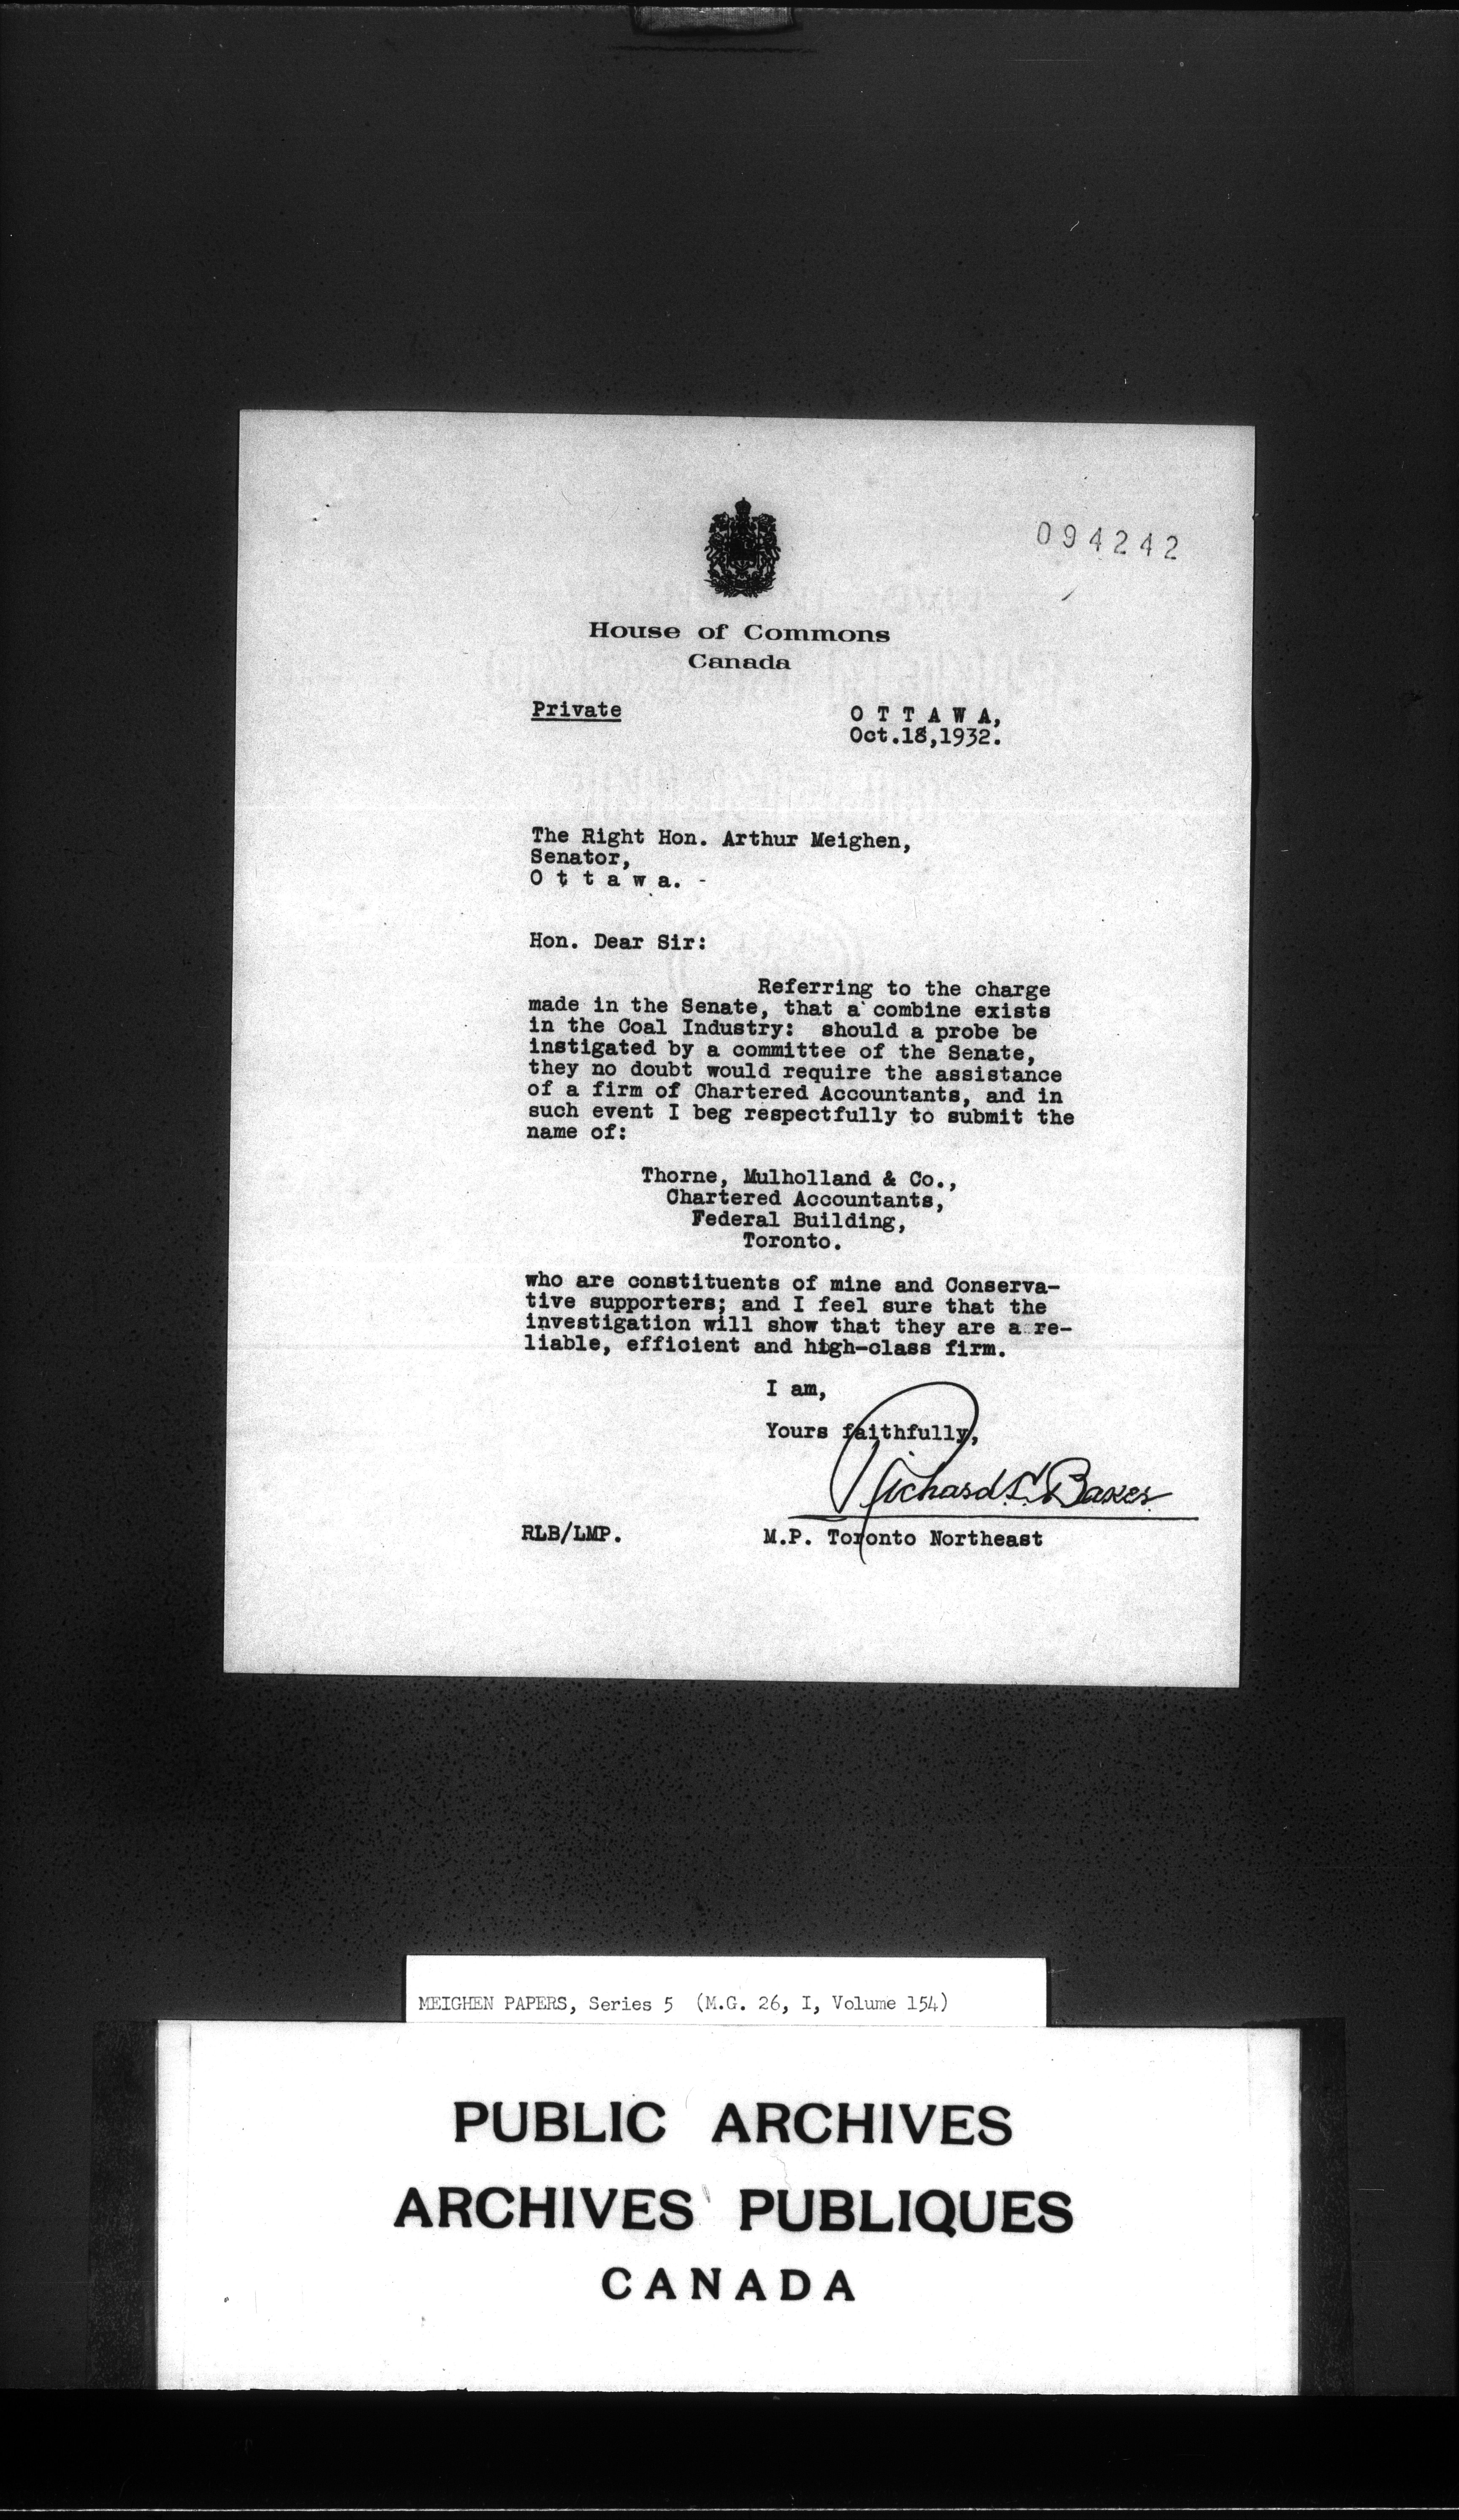 094242
House of Commons
Canada
Private
O T T A W A,
Oct.18,1932.
The Right Hon. Arthur Meighen,
Senator,
O t t a w a. -
Hon. Dear Sir:
Referring to the charge
made in the Senate, that a combine exists
in the Coal Industry: should a probe be
instigated by a committee of the Senate,
they no doubt would require the assistance
of a firm of Chartered Accountants, and in
such event I beg respectfully to submit the
name of:
Thorne, Mulholland & Co.,
Chartered Accountants,
Federal Building,
Toronto.
who are constituents of mine and Conserva-
tive supporters; and I feel sure that the
investigation will show that they are a re-
liable, efficient and high-class firm.
I am,
Yours faithfully,
Richard L. Baker
RLB/LMP.
M.P. Toronto Northeast
MEIGHEN PAPERS, Series 5 (M.G. 26, I, Volume 154)
PUBLIC ARCHIVES
ARCHIVES PUBLIQUES
CANADA